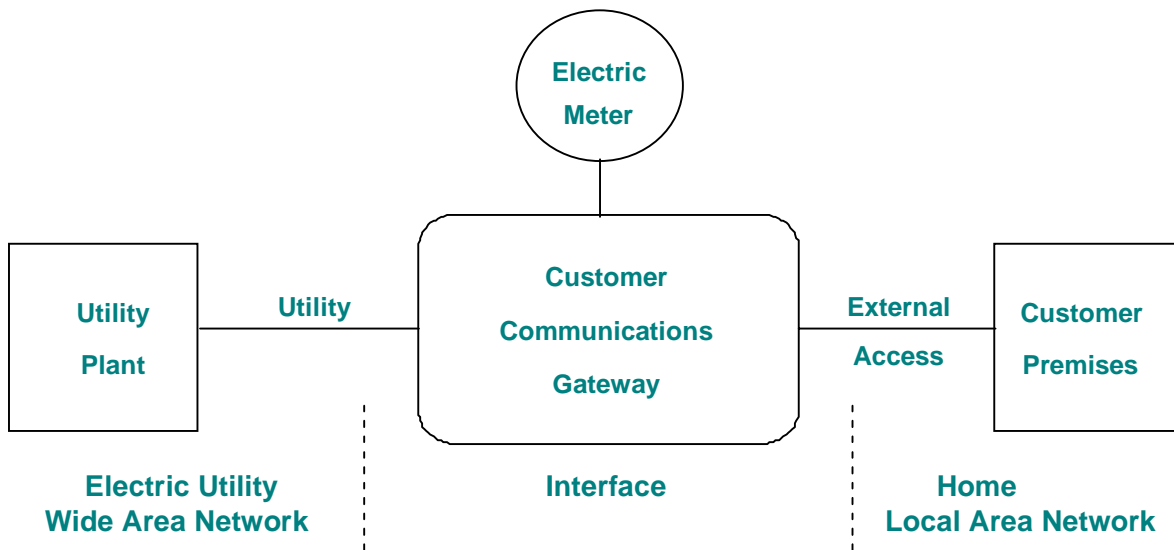 Electric
Meter
Utility
Plant
Utility
Customer
Communications
Gateway
External
Access
Customer
Premises
Electric Utility
Wide Area Network
Interface
Home
Local Area Network